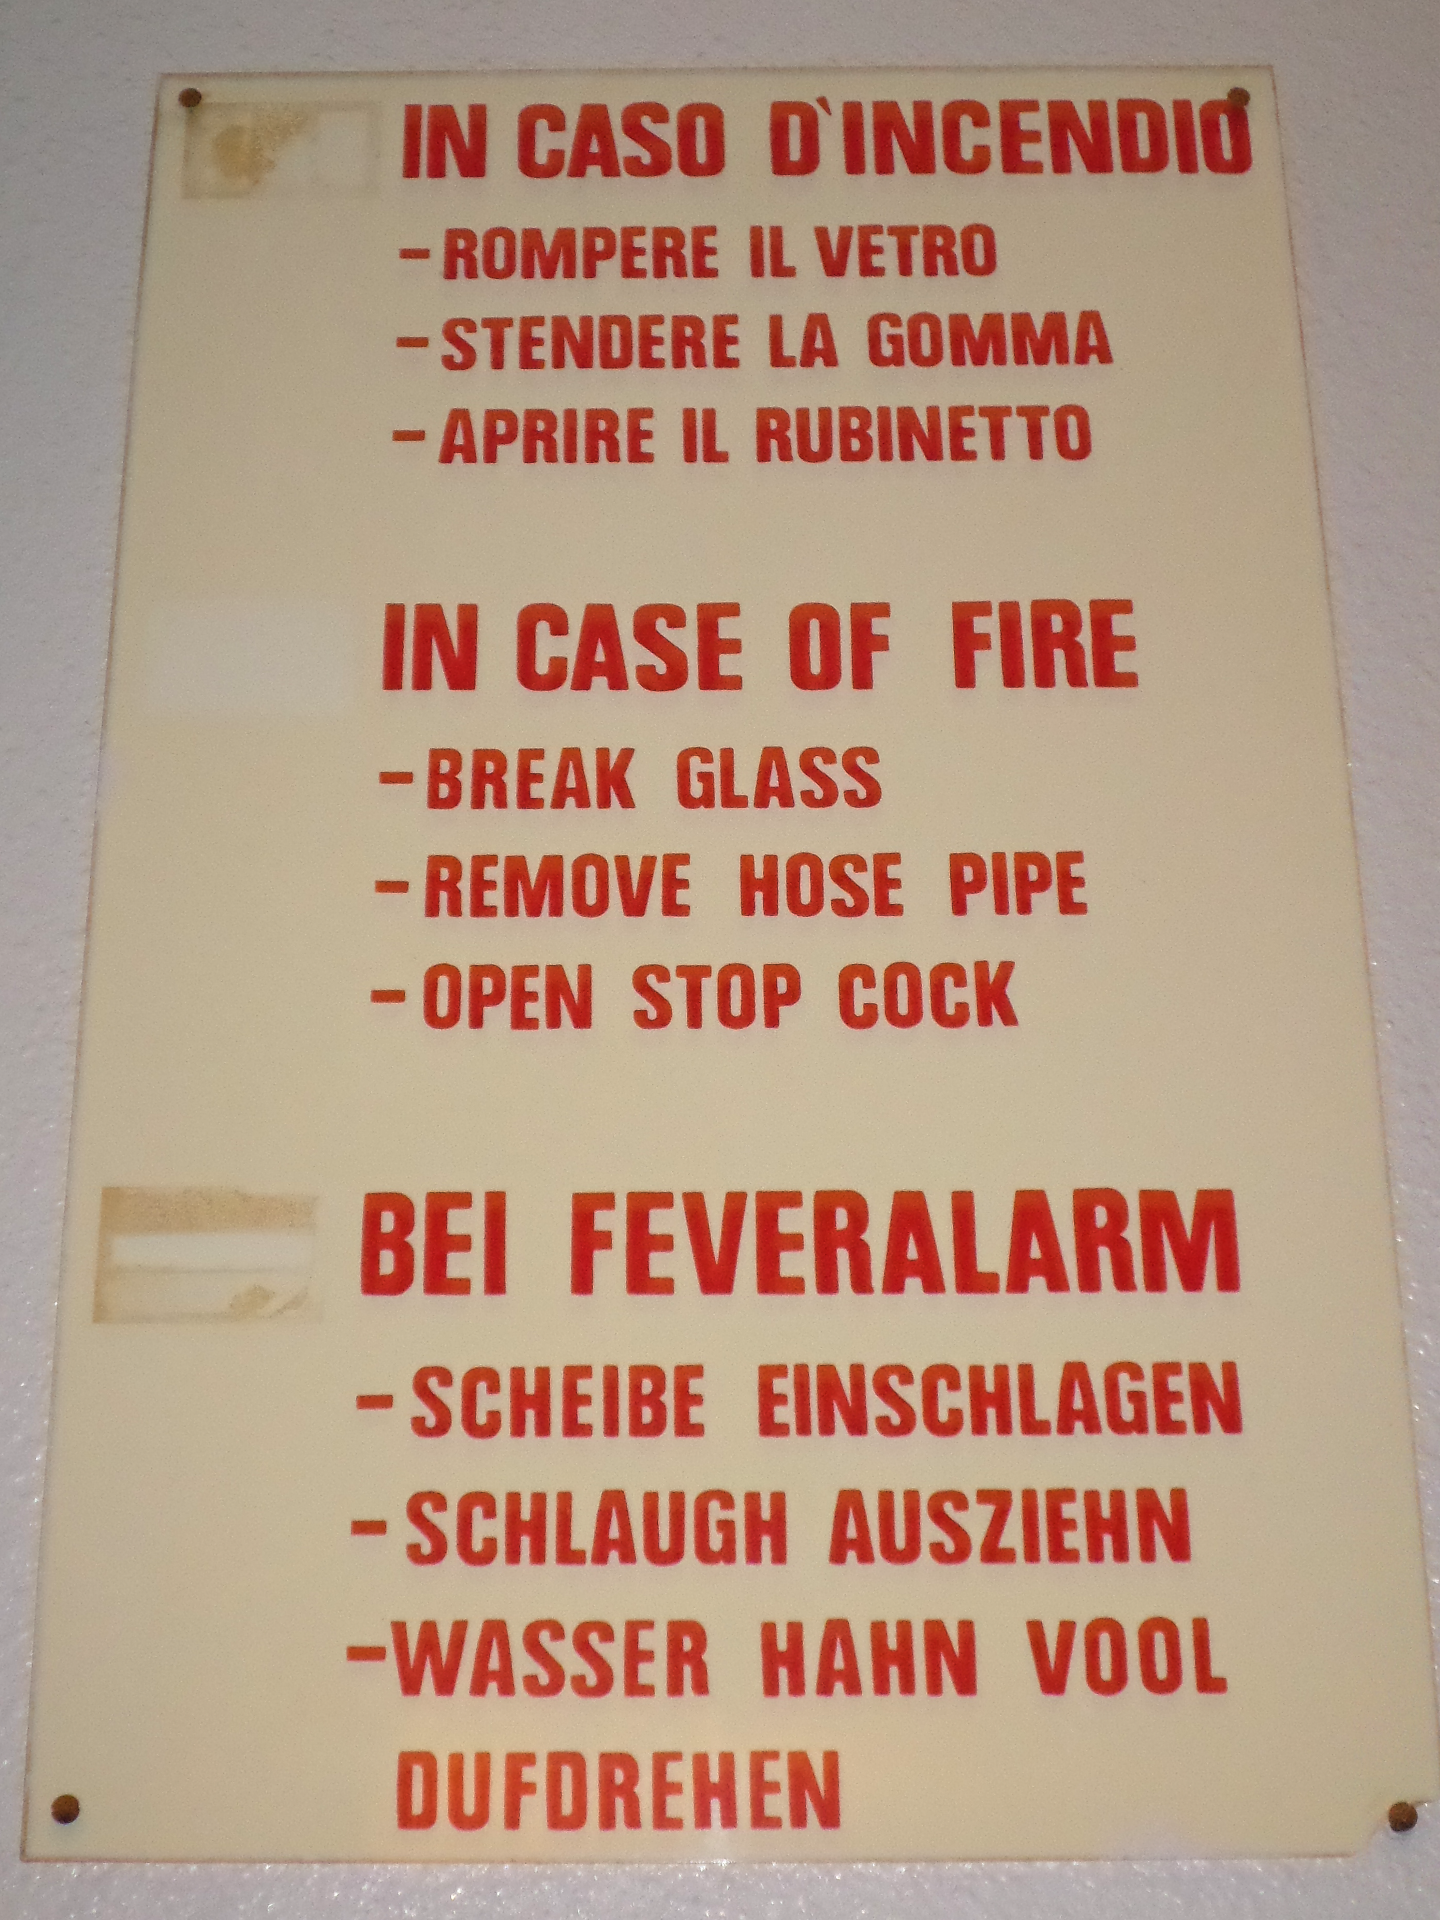 IN CASO D`INCENDIO
-ROMPERE IL VETRO
-STENDERE LA GOMMA
-APRIRE IL RUBINETTO
IN CASE OF FIRE
-BREAK GLASS
-REMOVE HOSE PIPE
-OPEN STOP COCK
BEI FEVERALARM
-SCHEIBE EINSCHLAGEN
-SCHLAUGH AUSZIEHN
-WASSER HAHN VOOL
DUFDREHEN